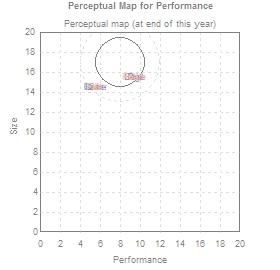 Perceptual Map for Performance
Perceptual map (at end of this year)
20
18
16
14
12
10
8
6
4
2
0
Size
0 2 4 6 8 10 12 14 16 18 20
Performance